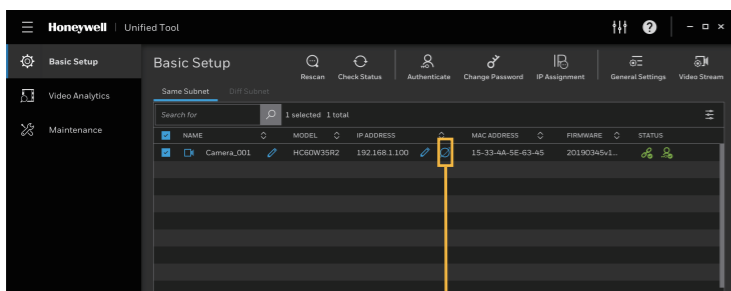 Honeywell | Unified Tool
Basic Setup
Video Analytics
Maintenance
Basic Setup
Rescan
Check Status
Authenticate
Change Password
IP Assignment
General Settings
Video Stream
Same Subnet
Diff Subnet
Search for
1 selected 1 total
NAME MODEL IP ADDRESS MAC ADDRESS FIRMWARE STATUS
Camera_001 HC60W35R2 192.168.1.100 15-33-4A-5E-63-45 20190345v1...